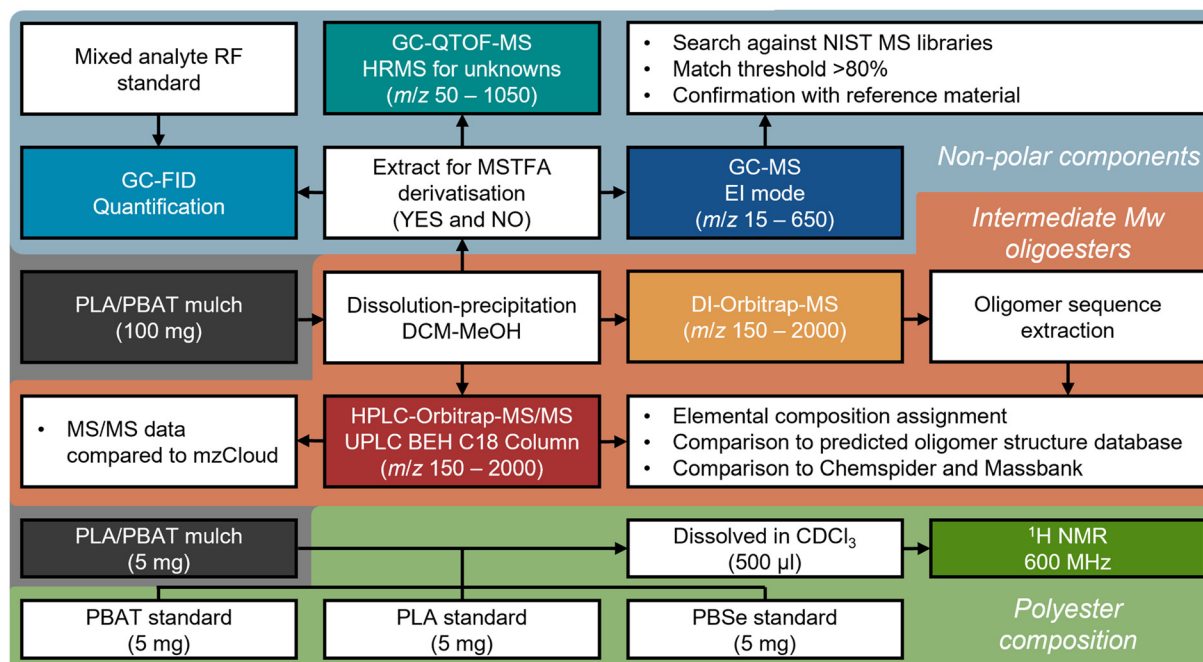 Mixed analyte RF
standard
GC-QTOF-MS
HRMS for unknowns
(m/z 50 – 1050)
• Search against NIST MS libraries
• Match threshold >80%
• Confirmation with reference material
Non-polar components
GC-FID
Quantification
Extract for MSTFA
derivatisation
(YES and NO)
GC-MS
EI mode
(m/z 15 – 650)
Intermediate Mw
oligoesters
PLA/PBAT mulch
(100 mg)
Dissolution-precipitation
DCM-MeOH
DI-Orbitrap-MS
(m/z 150 – 2000)
Oligomer sequence
extraction
• MS/MS data
compared to mzCloud
HPLC-Orbitrap-MS/MS
UPLC BEH C18 Column
(m/z 150 – 2000)
• Elemental composition assignment
• Comparison to predicted oligomer structure database
• Comparison to Chemspider and Massbank
PLA/PBAT mulch
(5 mg)
Dissolved in CDCl₃
(500 µl)
¹H NMR
600 MHz
PBAT standard
(5 mg)
PLA standard
(5 mg)
PBSe standard
(5 mg)
Polyester
composition